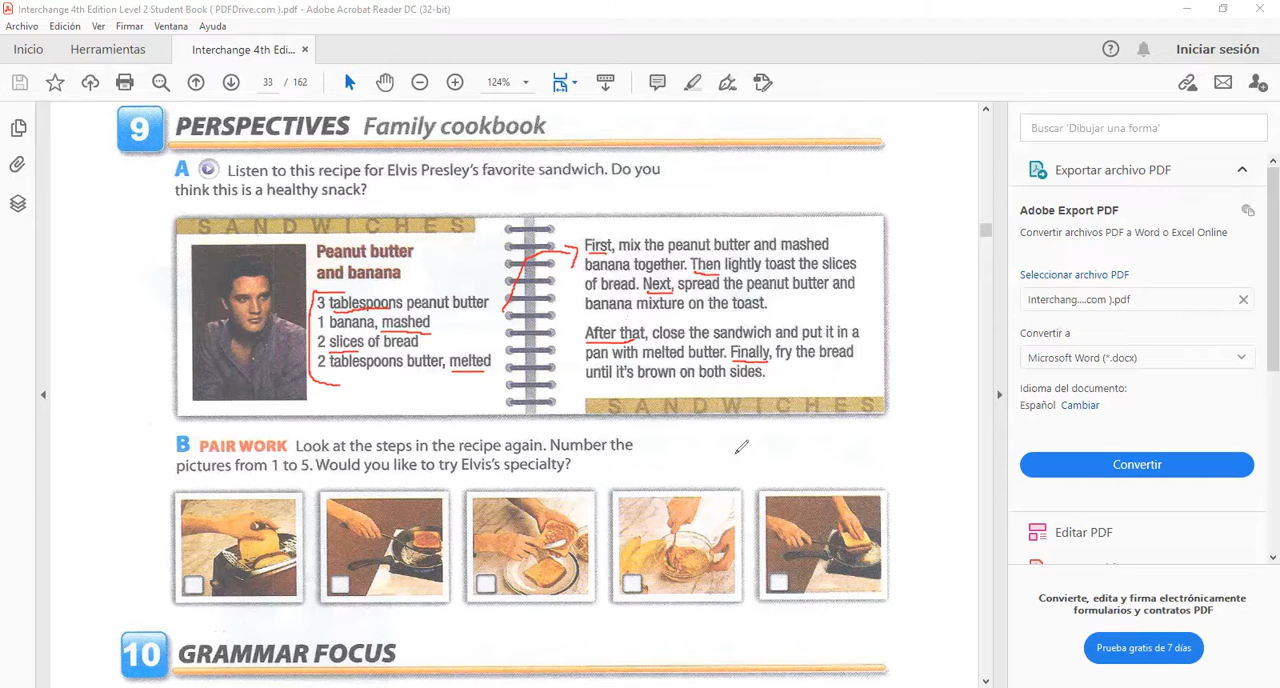 Interchange 4th Edition Level 2 Student Book ( PDFDrive.com ).pdf - Adobe Acrobat Reader DC (32-bit)
Archivo Edición Ver Firmar Ventana Ayuda
Inicio Herramientas Interchange 4th Edi... × Iniciar sesión
33 / 162 124%
9 PERSPECTIVES Family cookbook
A Listen to this recipe for Elvis Presley's favorite sandwich. Do you
think this is a healthy snack?
SANDWICHES
Peanut butter
and banana
3 tablespoons peanut butter
1 banana, mashed
2 slices of bread
2 tablespoons butter, melted
First, mix the peanut butter and mashed
banana together. Then lightly toast the slices
of bread. Next, spread the peanut butter and
banana mixture on the toast.
After that, close the sandwich and put it in a
pan with melted butter. Finally, fry the bread
until it's brown on both sides.
SANDWICHES
B PAIR WORK Look at the steps in the recipe again. Number the
pictures from 1 to 5. Would you like to try Elvis's specialty?
10 GRAMMAR FOCUS
Buscar 'Dibujar una forma'
Exportar archivo PDF
Adobe Export PDF
Convertir archivos PDF a Word o Excel Online
Seleccionar archivo PDF
Interchang....com ).pdf
Convertir a
Microsoft Word (*.docx)
Idioma del documento:
Español Cambiar
Convertir
Editar PDF
Convierte, edita y firma electrónicamente
formularios y contratos PDF
Prueba gratis de 7 días